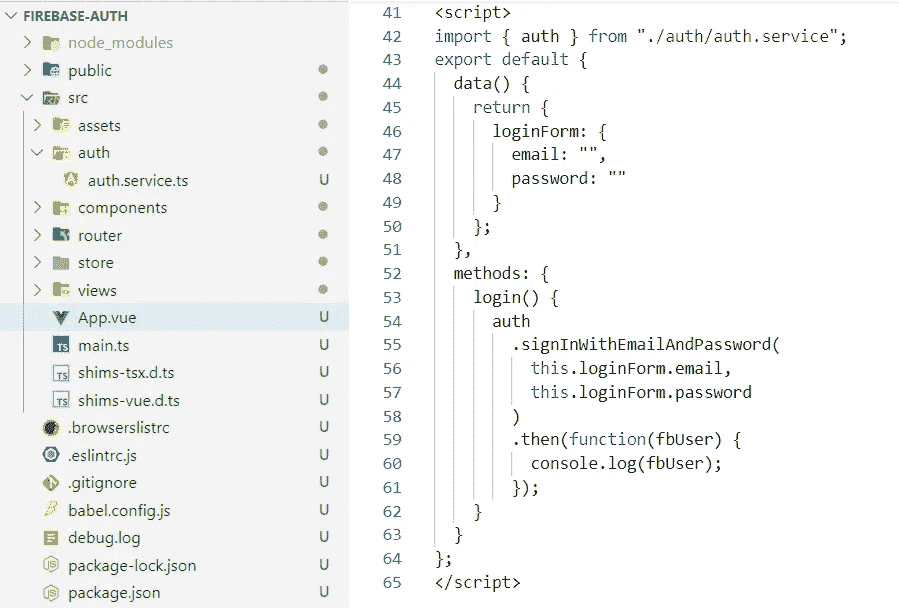 FIREBASE-AUTH
node_modules
public
src
assets
auth
auth.service.ts U
components
router
store
views
App.vue U
main.ts U
shims-tsx.d.ts U
shims-vue.d.ts U
.browserslistrc U
.eslintrc.js U
.gitignore U
babel.config.js U
debug.log U
package-lock.json U
package.json U
41 <script>
42 import { auth } from "./auth/auth.service";
43 export default {
44   data() {
45     return {
46       loginForm: {
47         email: "",
48         password: ""
49       }
50     };
51   },
52   methods: {
53     login() {
54       auth
55         .signInWithEmailAndPassword(
56           this.loginForm.email,
57           this.loginForm.password
58         )
59         .then(function(fbUser) {
60           console.log(fbUser);
61         });
62     }
63   }
64 };
65 </script>